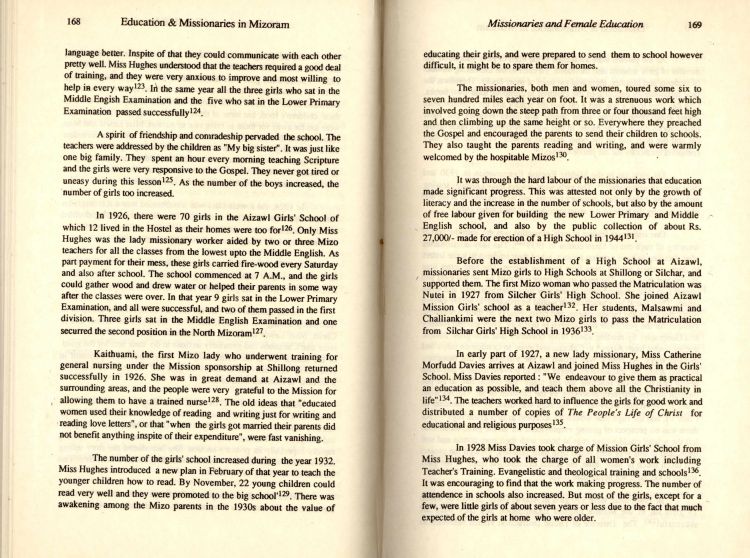 168 Education & Missionaries in Mizoram
language better. Inspite of that they could communicate with each other
pretty well. Miss Hughes understood that the teachers required a good deal
of training, and they were very anxious to improve and most willing to
help in every way123. In the same year all the three girls who sat in the
Middle Engish Examination and the five who sat in the Lower Primary
Examination passed successfully124.
A spirit of friendship and comradeship pervaded the school. The
teachers were addressed by the children as "My big sister". It was just like
one big family. They spent an hour every morning teaching Scripture
and the girls were very responsive to the Gospel. They never got tired or
uneasy during this lesson125. As the number of the boys increased, the
number of girls too increased.
In 1926, there were 70 girls in the Aizawl Girls' School of
which 12 lived in the Hostel as their homes were too for126. Only Miss
Hughes was the lady missionary worker aided by two or three Mizo
teachers for all the classes from the lowest upto the Middle English. As
part payment for their mess, these girls carried fire-wood every Saturday
and also after school. The school commenced at 7 A.M., and the girls
could gather wood and drew water or helped their parents in some way
after the classes were over. In that year 9 girls sat in the Lower Primary
Examination, and all were successful, and two of them passed in the first
division. Three girls sat in the Middle English Examination and one
securred the second position in the North Mizoram127.
Kaithuami, the first Mizo lady who underwent training for
general nursing under the Mission sponsorship at Shillong returned
successfully in 1926. She was in great demand at Aizawl and the
surrounding areas, and the people were very grateful to the Mission for
allowing them to have a trained nurse128. The old ideas that "educated
women used their knowledge of reading and writing just for writing and
reading love letters", or that "when the girls got married their parents did
not benefit anything inspite of their expenditure", were fast vanishing.
The number of the girls' school increased during the year 1932.
Miss Hughes introduced a new plan in February of that year to teach the
younger children how to read. By November, 22 young children could
read very well and they were promoted to the big school'129. There was
awakening among the Mizo parents in the 1930s about the value of
Missionaries and Female Education 169
educating their girls, and were prepared to send them to school however
difficult, it might be to spare them for homes.
The missionaries, both men and women, toured some six to
seven hundred miles each year on foot. It was a strenuous work which
involved going down the steep path from three or four thousand feet high
and then climbing up the same height or so. Everywhere they preached
the Gospel and encouraged the parents to send their children to schools.
They also taught the parents reading and writing, and were warmly
welcomed by the hospitable Mizos130.
It was through the hard labour of the missionaries that education
made significant progress. This was attested not only by the growth of
literacy and the increase in the number of schools, but also by the amount
of free labour given for building the new Lower Primary and Middle
English school, and also by the public collection of about Rs.
27,000/- made for erection of a High School in 1944131.
Before the establishment of a High School at Aizawl,
missionaries sent Mizo girls to High Schools at Shillong or Silchar, and
supported them. The first Mizo woman who passed the Matriculation was
Nutei in 1927 from Silcher Girls' High School. She joined Aizawl
Mission Girls' school as a teacher132. Her students, Malsawmi and
Challiankimi were the next two Mizo girls to pass the Matriculation
from Silchar Girls' High School in 1936133.
In early part of 1927, a new lady missionary, Miss Catherine
Morfudd Davies arrives at Aizawl and joined Miss Hughes in the Girls'
School. Miss Davies reported : "We endeavour to give them as practical
an education as possible, and teach them above all the Christianity in
life"134. The teachers worked hard to influence the girls for good work and
distributed a number of copies of The People's Life of Christ for
educational and religious purposes135.
In 1928 Miss Davies took charge of Mission Girls' School from
Miss Hughes, who took the charge of all women's work including
Teacher's Training. Evangelistic and theological training and schools136.
It was encouraging to find that the work making progress. The number of
attendence in schools also increased. But most of the girls, except for a
few, were little girls of about seven years or less due to the fact that much
expected of the girls at home who were older.